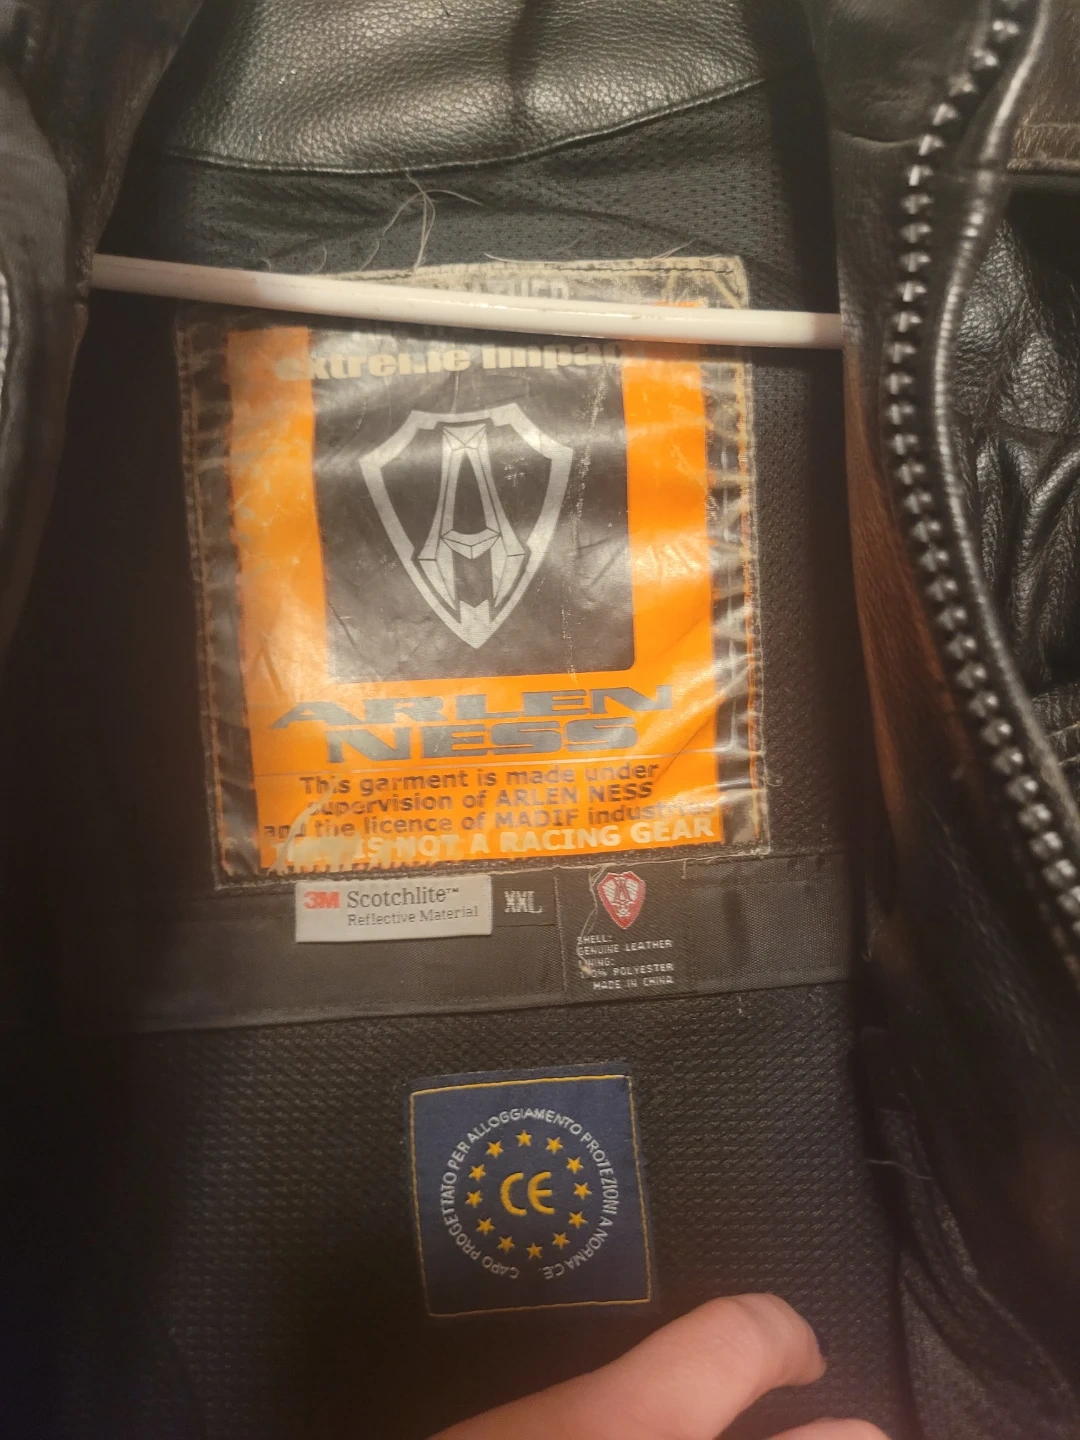 extreme impact
ARLEN
NESS
This garment is made under
supervision of ARLEN NESS
and the licence of MADIF industries
THIS IS NOT A RACING GEAR
3M Scotchlite™
Reflective Material
XXL
SHELL:
GENUINE LEATHER
LINING:
100% POLYESTER
MADE IN CHINA
CAPO PROGETTATO PER ALLOGGIAMENTO PROTEZIONI A NORMA CE.
CE